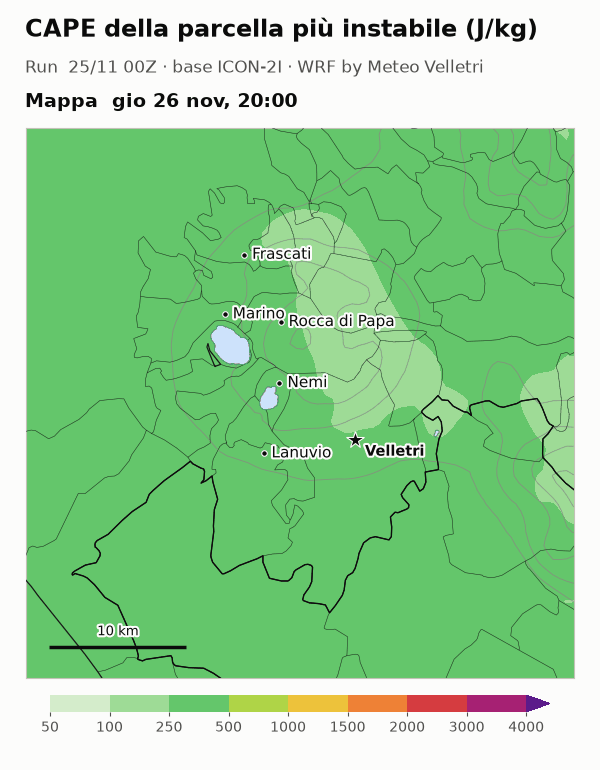 CAPE della parcella più instabile (J/kg)
Run  25/11 00Z · base ICON-2I · WRF by Meteo Velletri
Mappa  gio 26 nov, 20:00
Frascati
Marino
Rocca di Papa
Nemi
Velletri
Lanuvio
10 km
50 100 250 500 1000 1500 2000 3000 4000